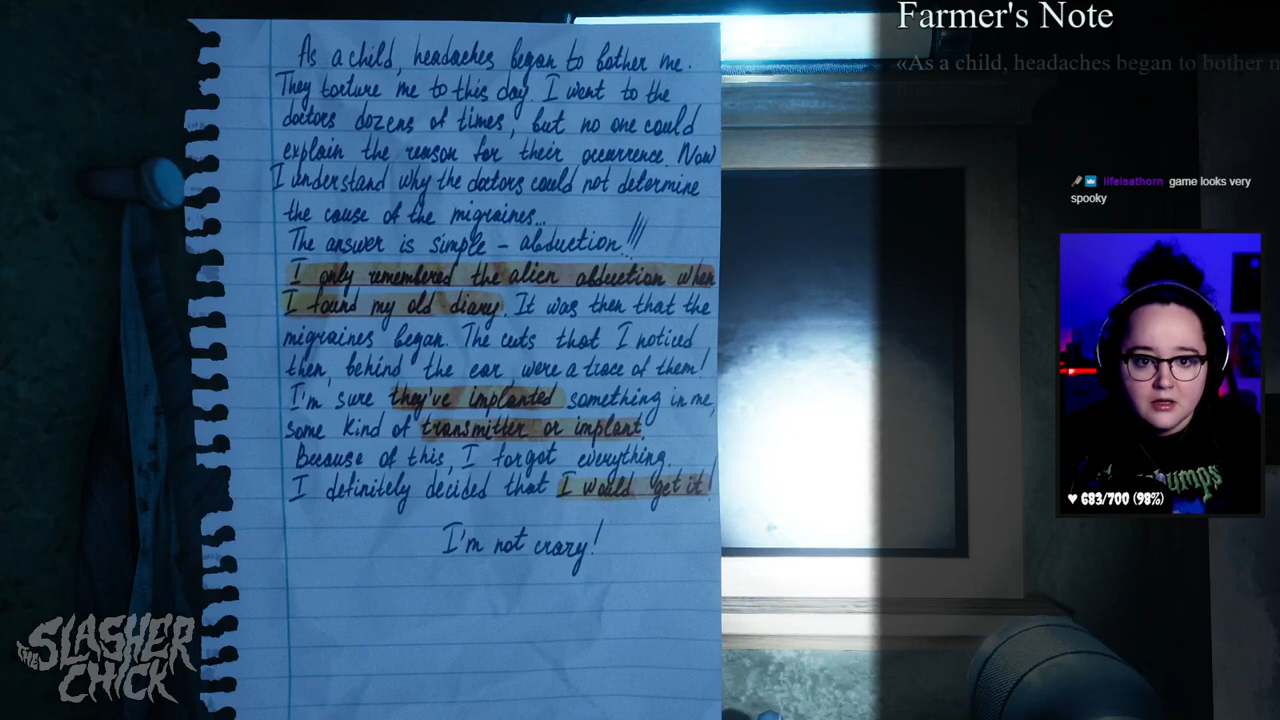 Farmer's Note
«As a child, headaches began to bother
As a child, headaches began to bother me.
They torture me to this day. I went to the
doctors dozens of times, but no one could
explain the reason for their occurrence. Now
I understand why the doctors could not determine
the cause of the migraines...
The answer is simple - abduction!!!
I only remembered the alien abduction when
I found my old diary. It was then that the
migraines began. The cuts that I noticed
then, behind the ear, were a trace of them!
I'm sure they've implanted something in me,
some kind of transmitter or implant.
Because of this, I forgot everything.
I definitely decided that I would get it!
I'm not crazy!
lifeisathorn game looks very
spooky
683/700 (98%)
THE SLASHER
CHICK